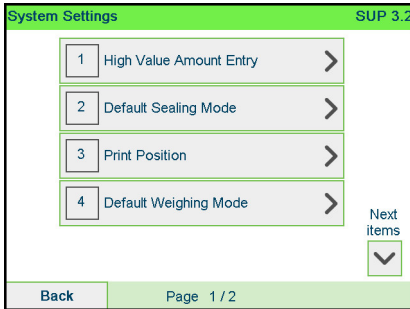 System Settings SUP 3.2
1 High Value Amount Entry
2 Default Sealing Mode
3 Print Position
4 Default Weighing Mode
Next
items
Back Page 1 / 2